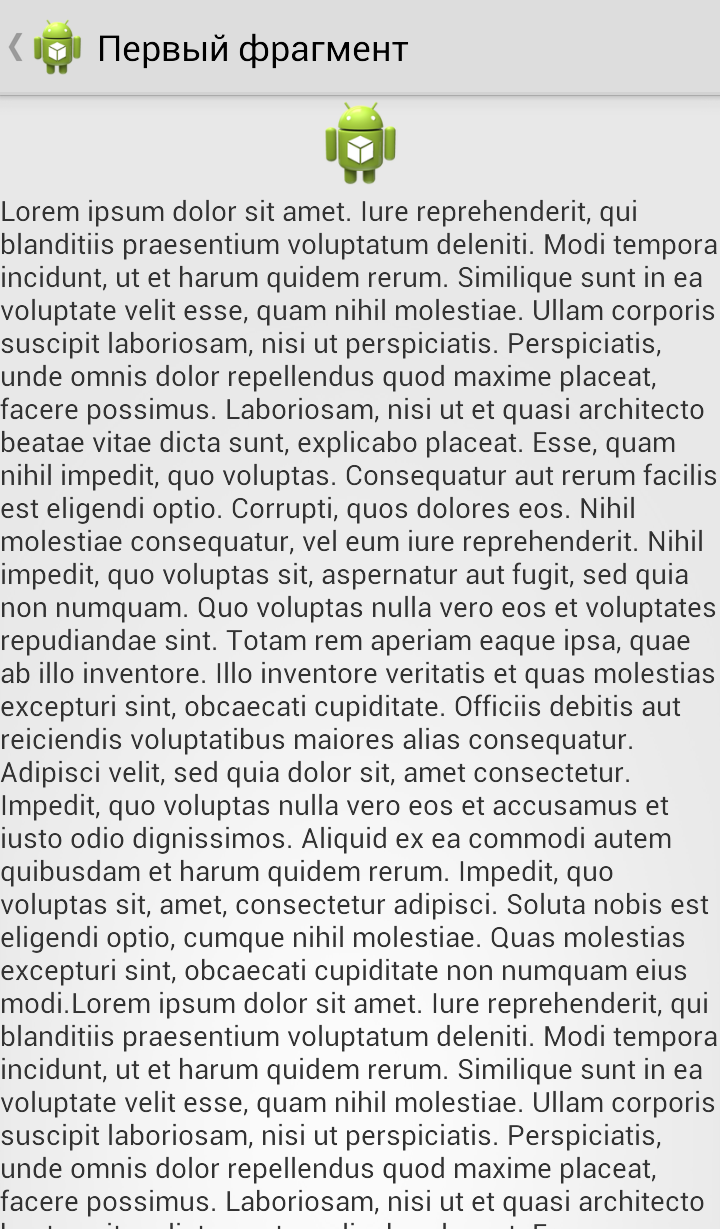 Первый фрагмент
Lorem ipsum dolor sit amet. Iure reprehenderit, qui
blanditiis praesentium voluptatum deleniti. Modi tempora
incidunt, ut et harum quidem rerum. Similique sunt in ea
voluptate velit esse, quam nihil molestiae. Ullam corporis
suscipit laboriosam, nisi ut perspiciatis. Perspiciatis,
unde omnis dolor repellendus quod maxime placeat,
facere possimus. Laboriosam, nisi ut et quasi architecto
beatae vitae dicta sunt, explicabo placeat. Esse, quam
nihil impedit, quo voluptas. Consequatur aut rerum facilis
est eligendi optio. Corrupti, quos dolores eos. Nihil
molestiae consequatur, vel eum iure reprehenderit. Nihil
impedit, quo voluptas sit, aspernatur aut fugit, sed quia
non numquam. Quo voluptas nulla vero eos et voluptates
repudiandae sint. Totam rem aperiam eaque ipsa, quae
ab illo inventore. Illo inventore veritatis et quas molestias
excepturi sint, obcaecati cupiditate. Officiis debitis aut
reiciendis voluptatibus maiores alias consequatur.
Adipisci velit, sed quia dolor sit, amet consectetur.
Impedit, quo voluptas nulla vero eos et accusamus et
iusto odio dignissimos. Aliquid ex ea commodi autem
quibusdam et harum quidem rerum. Impedit, quo
voluptas sit, amet, consectetur adipisci. Soluta nobis est
eligendi optio, cumque nihil molestiae. Quas molestias
excepturi sint, obcaecati cupiditate non numquam eius
modi.Lorem ipsum dolor sit amet. Iure reprehenderit, qui
blanditiis praesentium voluptatum deleniti. Modi tempora
incidunt, ut et harum quidem rerum. Similique sunt in ea
voluptate velit esse, quam nihil molestiae. Ullam corporis
suscipit laboriosam, nisi ut perspiciatis. Perspiciatis,
unde omnis dolor repellendus quod maxime placeat,
facere possimus. Laboriosam, nisi ut et quasi architecto